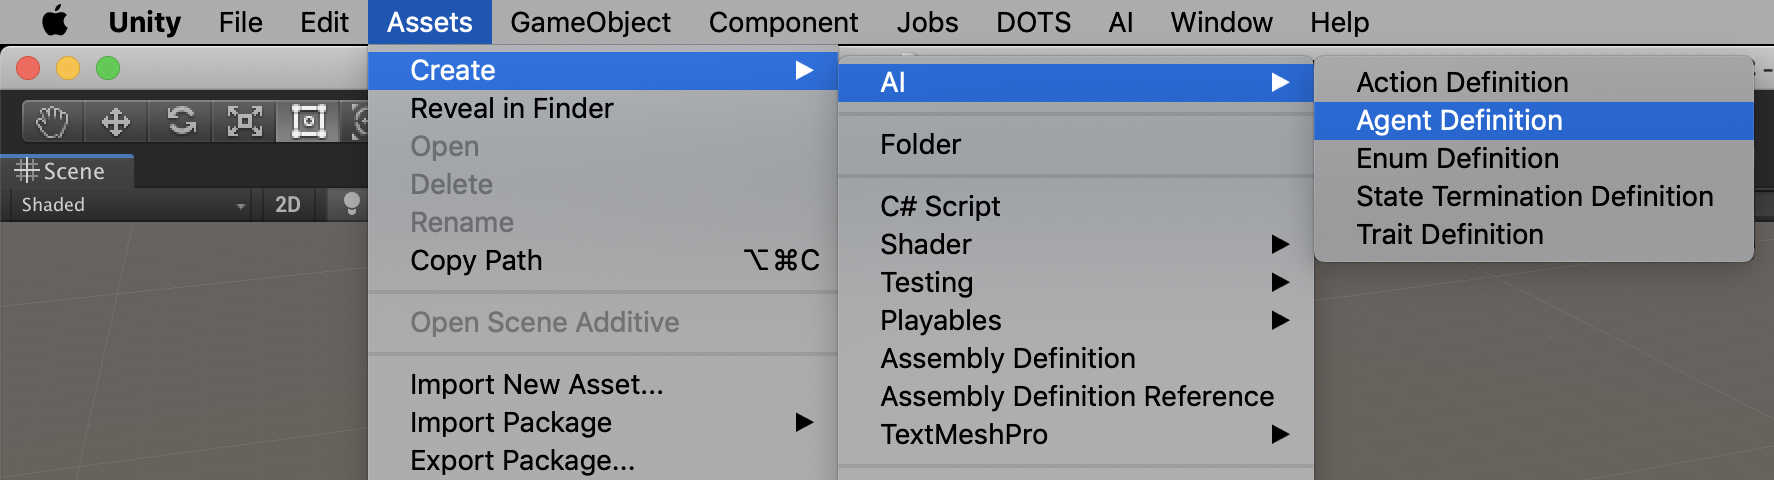 Unity File Edit Assets GameObject Component Jobs DOTS AI Window Help
Scene
Shaded 2D
Create
Reveal in Finder
Open
Delete
Rename
Copy Path ⌥⌘C
Open Scene Additive
Import New Asset...
Import Package
Export Package...
AI
Folder
C# Script
Shader
Testing
Playables
Assembly Definition
Assembly Definition Reference
TextMeshPro
Action Definition
Agent Definition
Enum Definition
State Termination Definition
Trait Definition